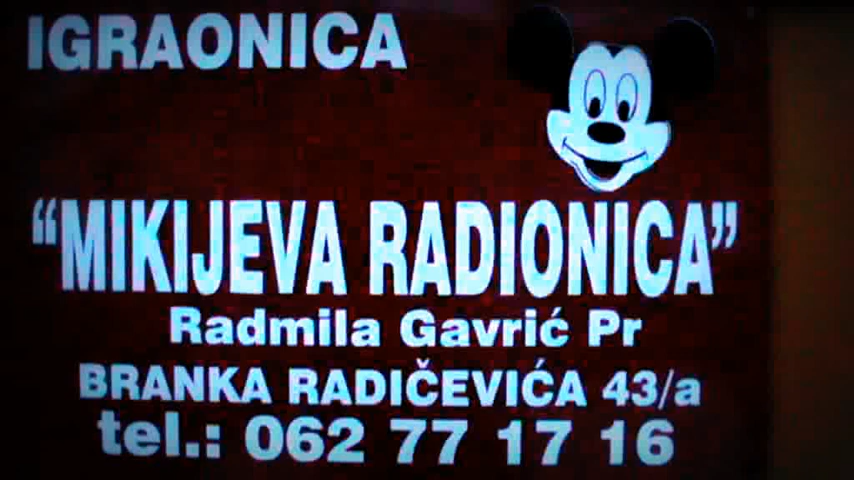 IGRAONICA
“MIKIJEVA RADIONICA”
Radmila Gavrić Pr
BRANKA RADIČEVIĆA 43/a
tel.: 062 77 17 16